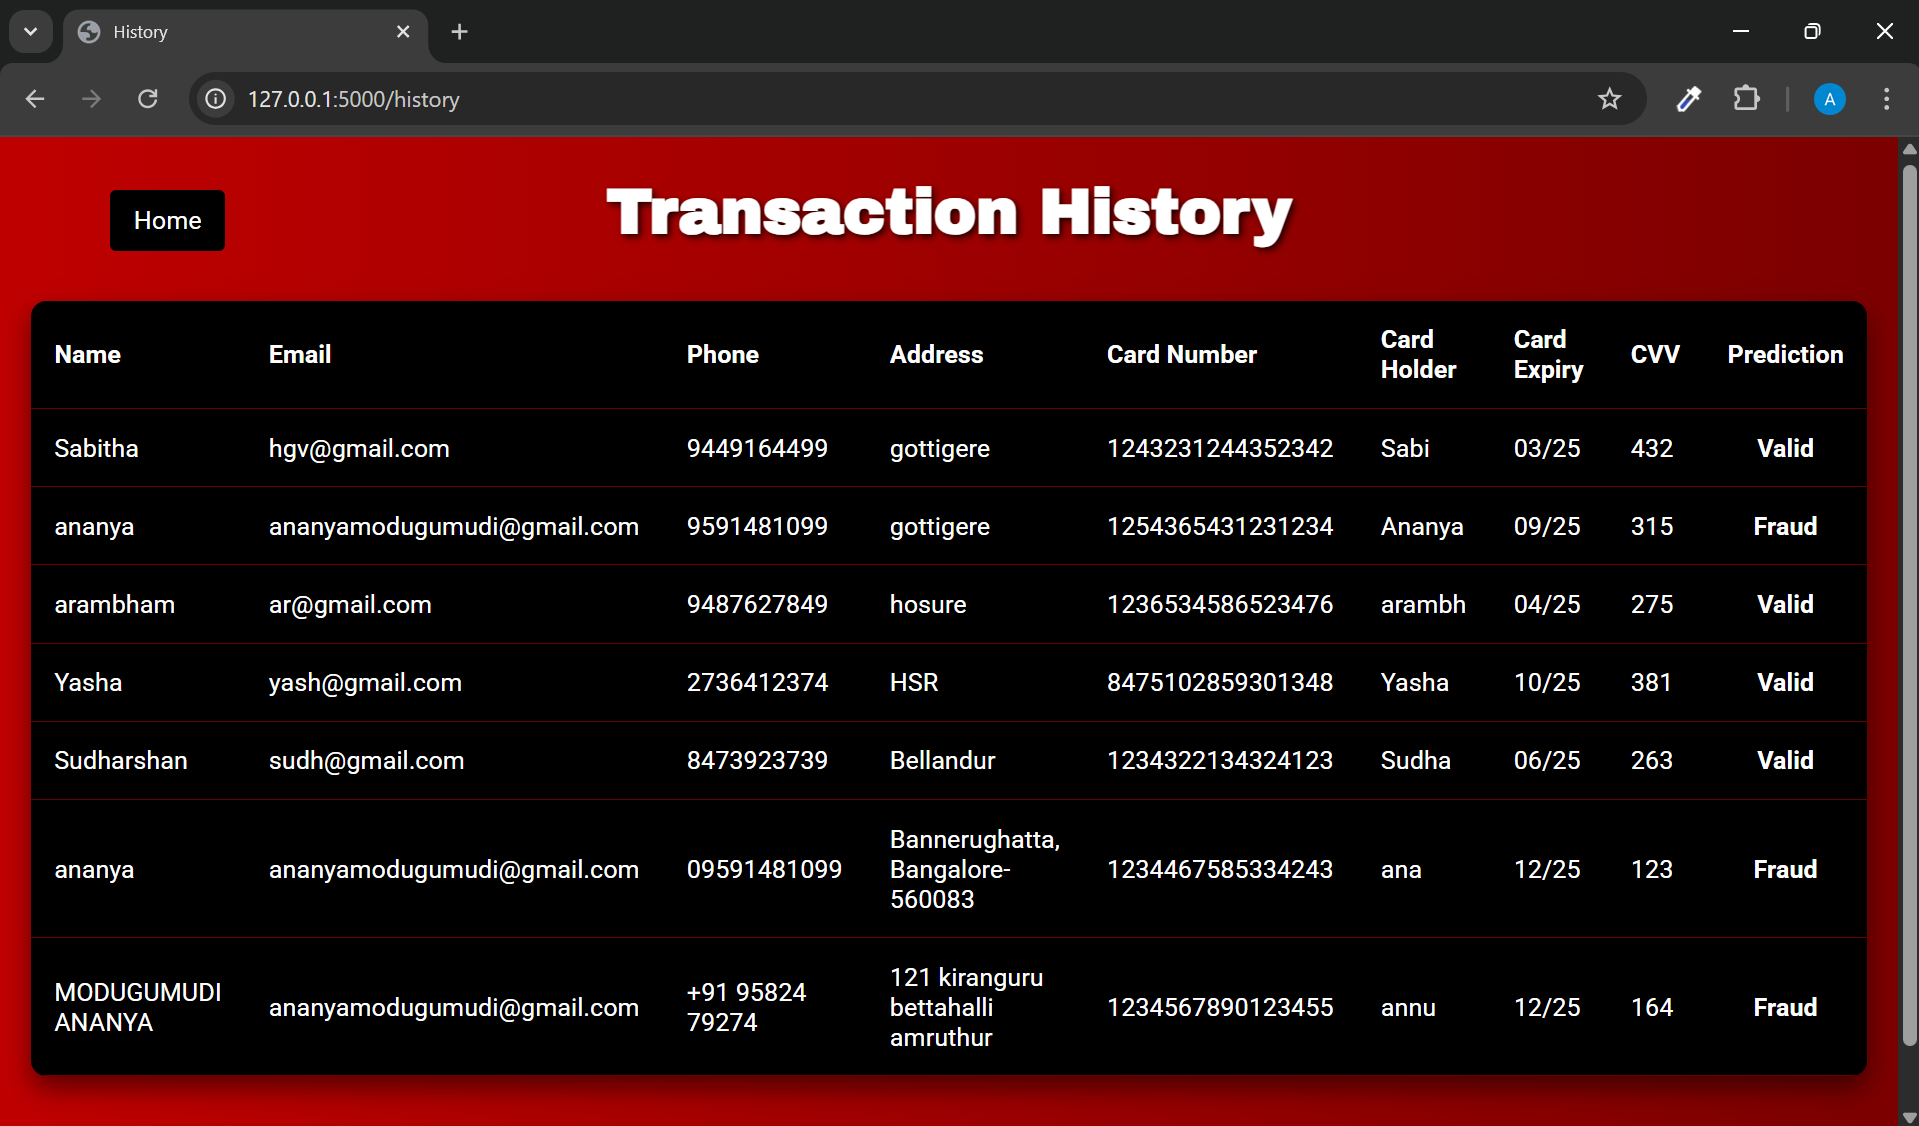 History
127.0.0.1:5000/history
A
Home
Transaction History
Name Email Phone Address Card Number Card Holder Card Expiry CVV Prediction
Sabitha hgv@gmail.com 9449164499 gottigere 1243231244352342 Sabi 03/25 432 Valid
ananya ananyamodugumudi@gmail.com 9591481099 gottigere 1254365431231234 Ananya 09/25 315 Fraud
arambham ar@gmail.com 9487627849 hosure 1236534586523476 arambh 04/25 275 Valid
Yasha yash@gmail.com 2736412374 HSR 8475102859301348 Yasha 10/25 381 Valid
Sudharshan sudh@gmail.com 8473923739 Bellandur 1234322134324123 Sudha 06/25 263 Valid
ananya ananyamodugumudi@gmail.com 09591481099 Bannerughatta, Bangalore-560083 1234467585334243 ana 12/25 123 Fraud
MODUGUMUDI ANANYA ananyamodugumudi@gmail.com +91 95824 79274 121 kiranguru bettahalli amruthur 1234567890123455 annu 12/25 164 Fraud